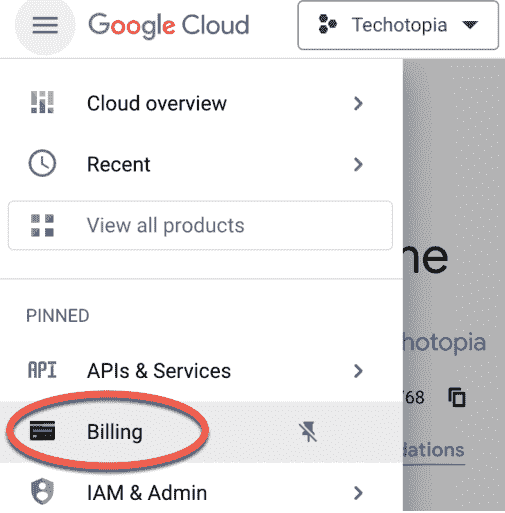 Google Cloud
Techotopia
Cloud overview
Recent
View all products
PINNED
API APIs & Services
Billing
IAM & Admin